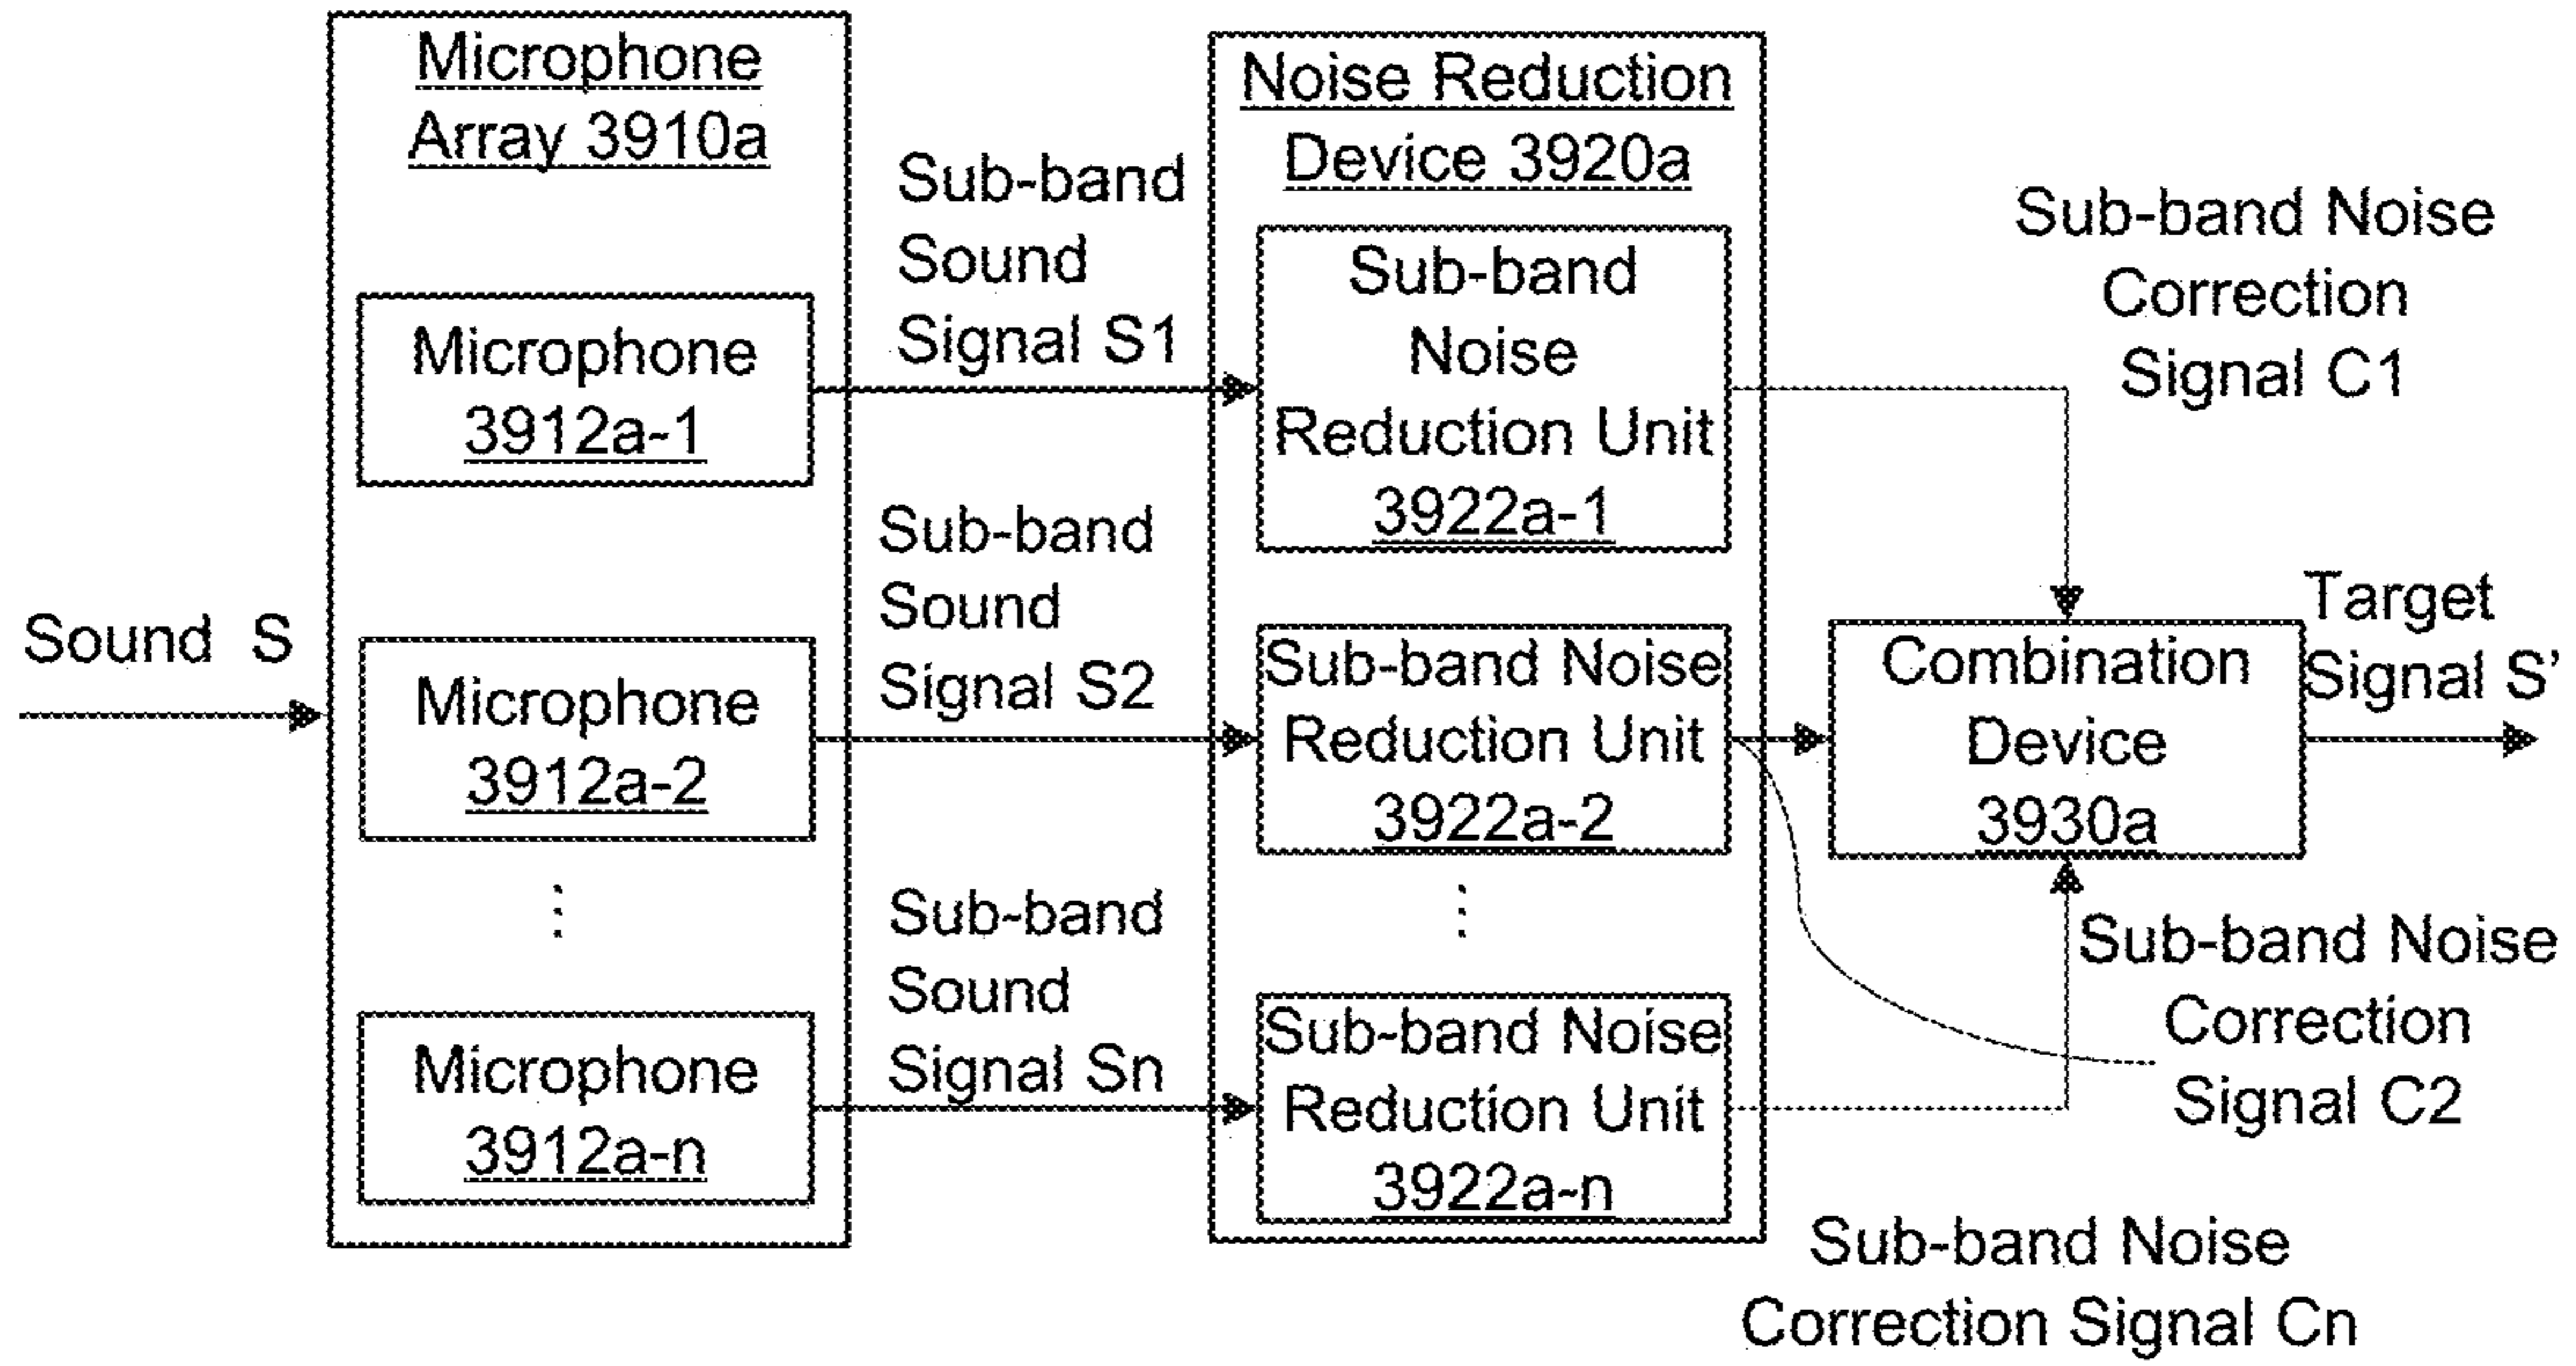 Sound S
Microphone
Array 3910a
Microphone
3912a-1
Microphone
3912a-2
Microphone
3912a-n
Sub-band
Sound
Signal S1
Sub-band
Sound
Signal S2
Sub-band
Sound
Signal Sn
Noise Reduction
Device 3920a
Sub-band
Noise
Reduction Unit
3922a-1
Sub-band Noise
Reduction Unit
3922a-2
Sub-band Noise
Reduction Unit
3922a-n
Sub-band Noise
Correction
Signal C1
Combination
Device
3930a
Target
Signal S'
Sub-band Noise
Correction
Signal C2
Sub-band Noise
Correction Signal Cn